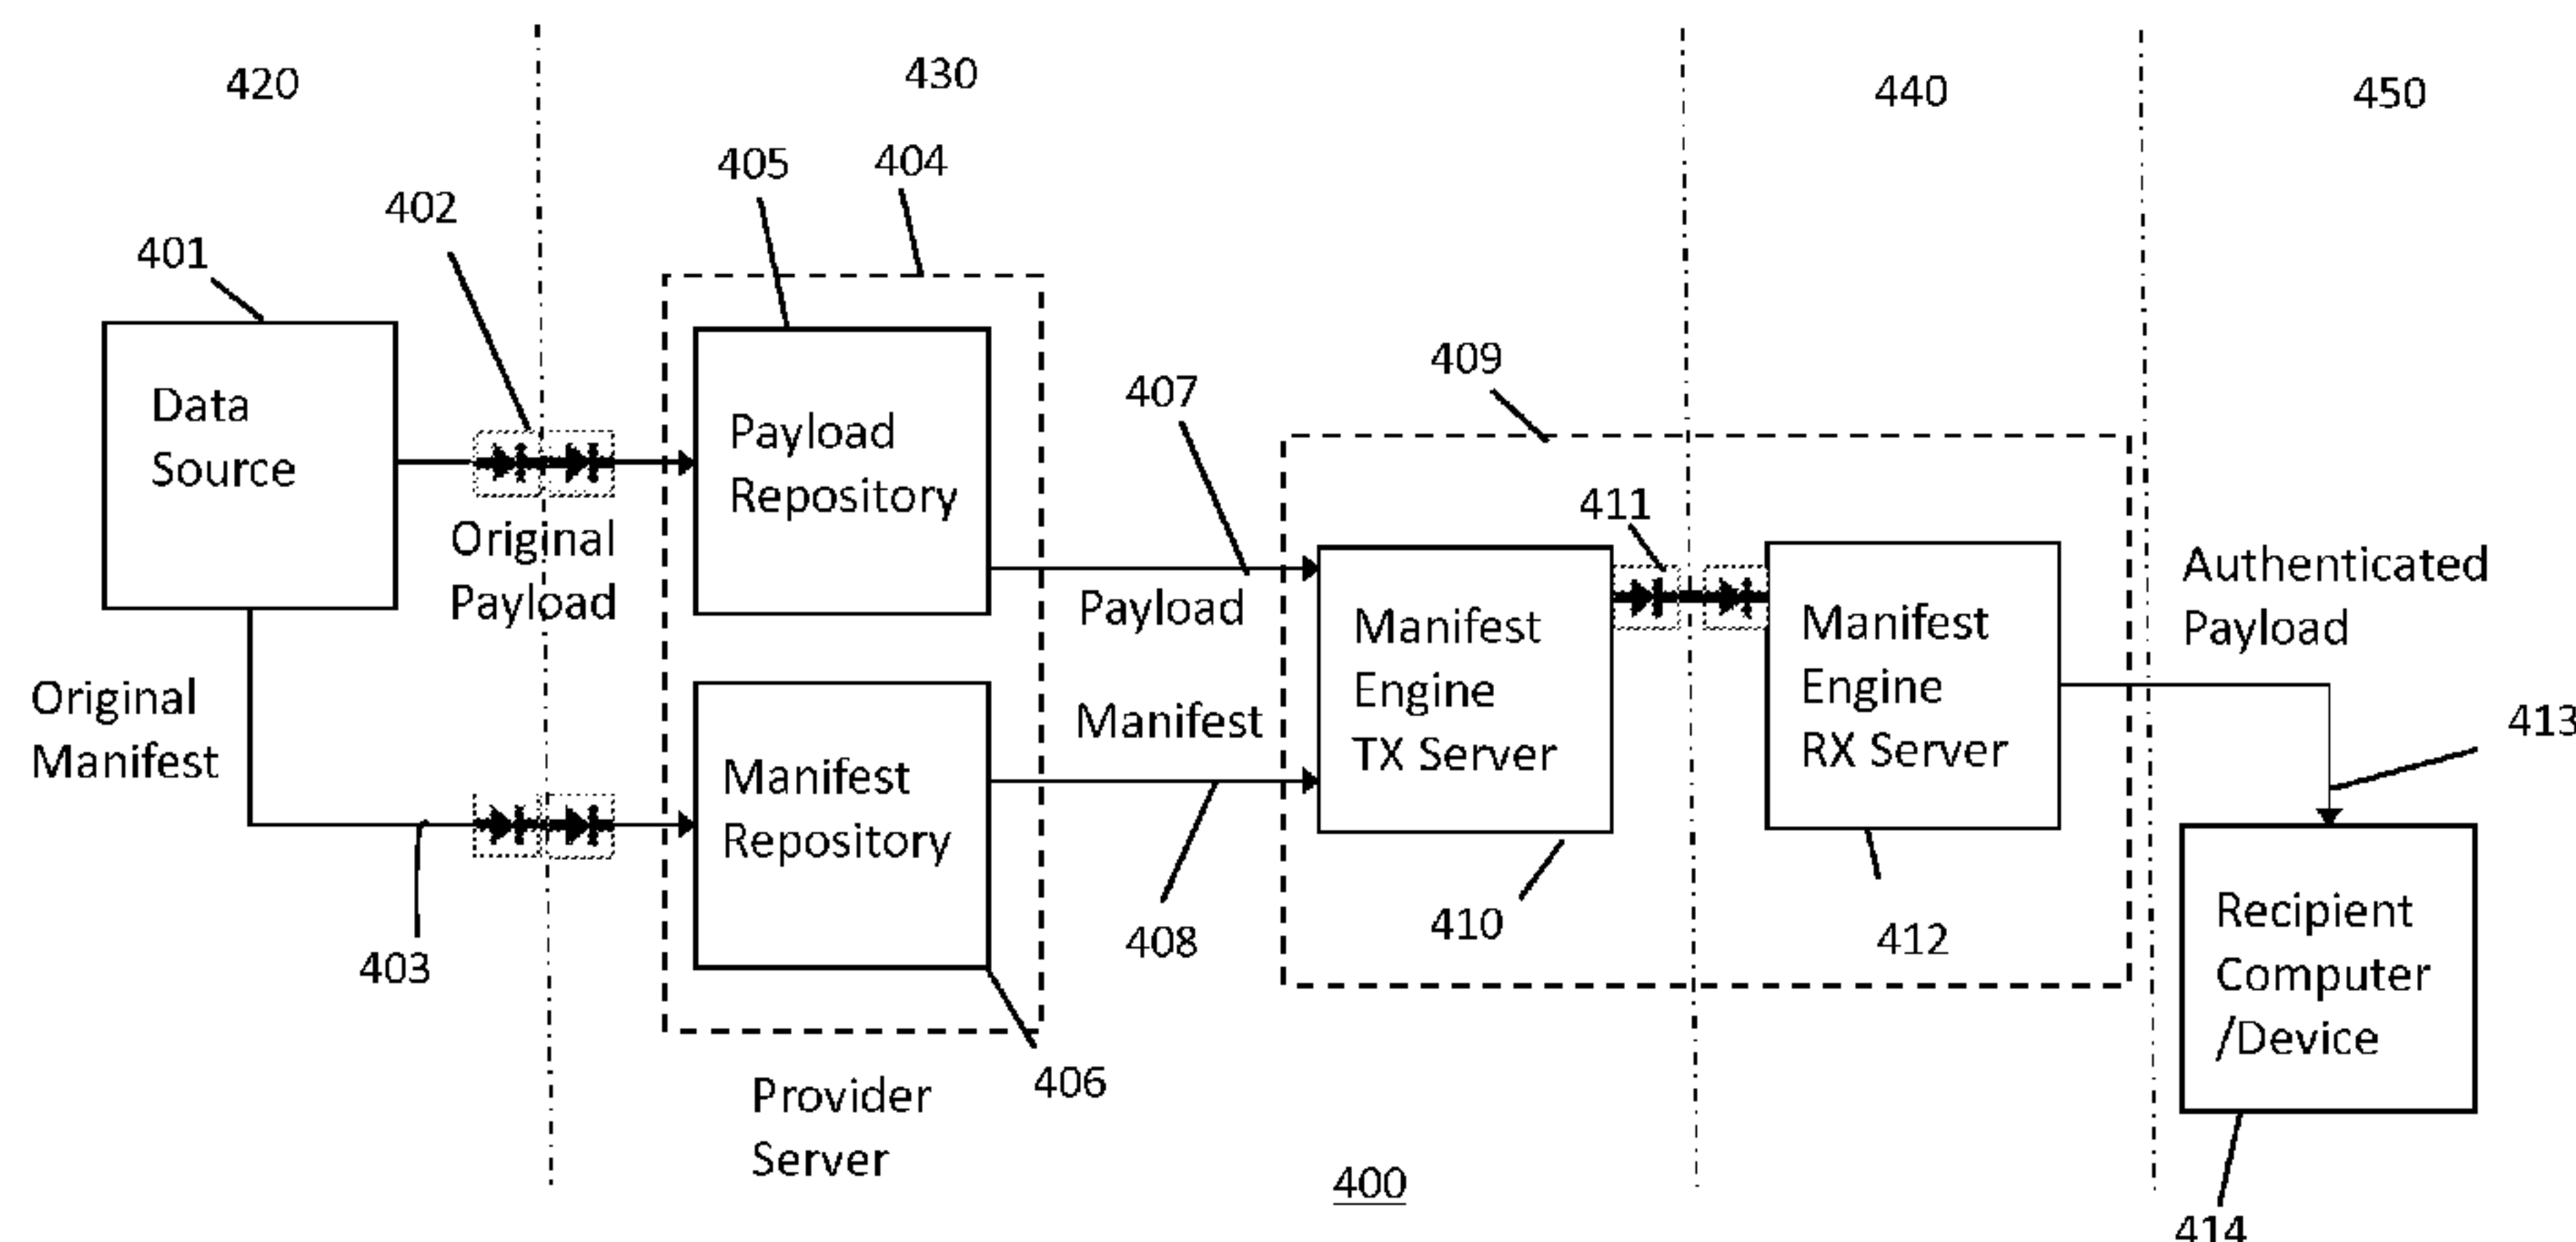 420
430
440
450
405
404
402
401
409
407
411
Data
Source
Payload
Repository
Original
Payload
Payload
Authenticated
Payload
Manifest
Engine
TX Server
Manifest
Engine
RX Server
Original
Manifest
Manifest
413
Manifest
Repository
403
408
410
412
Recipient
Computer
/Device
406
Provider
Server
400
414